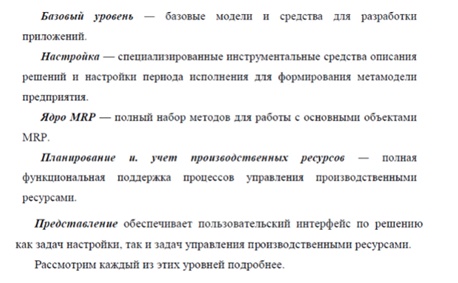 Базовый уровень — базовые модели и средства для разработки
приложений.
Настройка — специализированные инструментальные средства описания
решений и настройки периода исполнения для формирования метамодели
предприятия.
Ядро MRP — полный набор методов для работы с основными объектами
MRP.
Планирование и. учет производственных ресурсов — полная
функциональная поддержка процессов управления производственными
ресурсами.
Представление обеспечивает пользовательский интерфейс по решению
как задач настройки, так и задач управления производственными ресурсами.
Рассмотрим каждый из этих уровней подробнее.